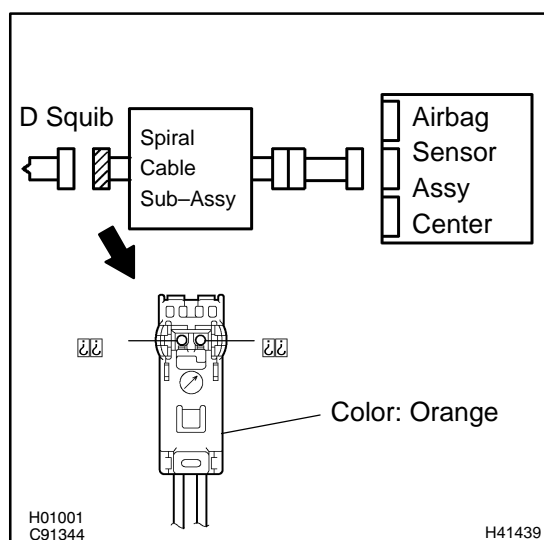 D Squib
Spiral
Cable
Sub–Assy
Airbag
Sensor
Assy
Center
Color: Orange
H01001
C91344
H41439